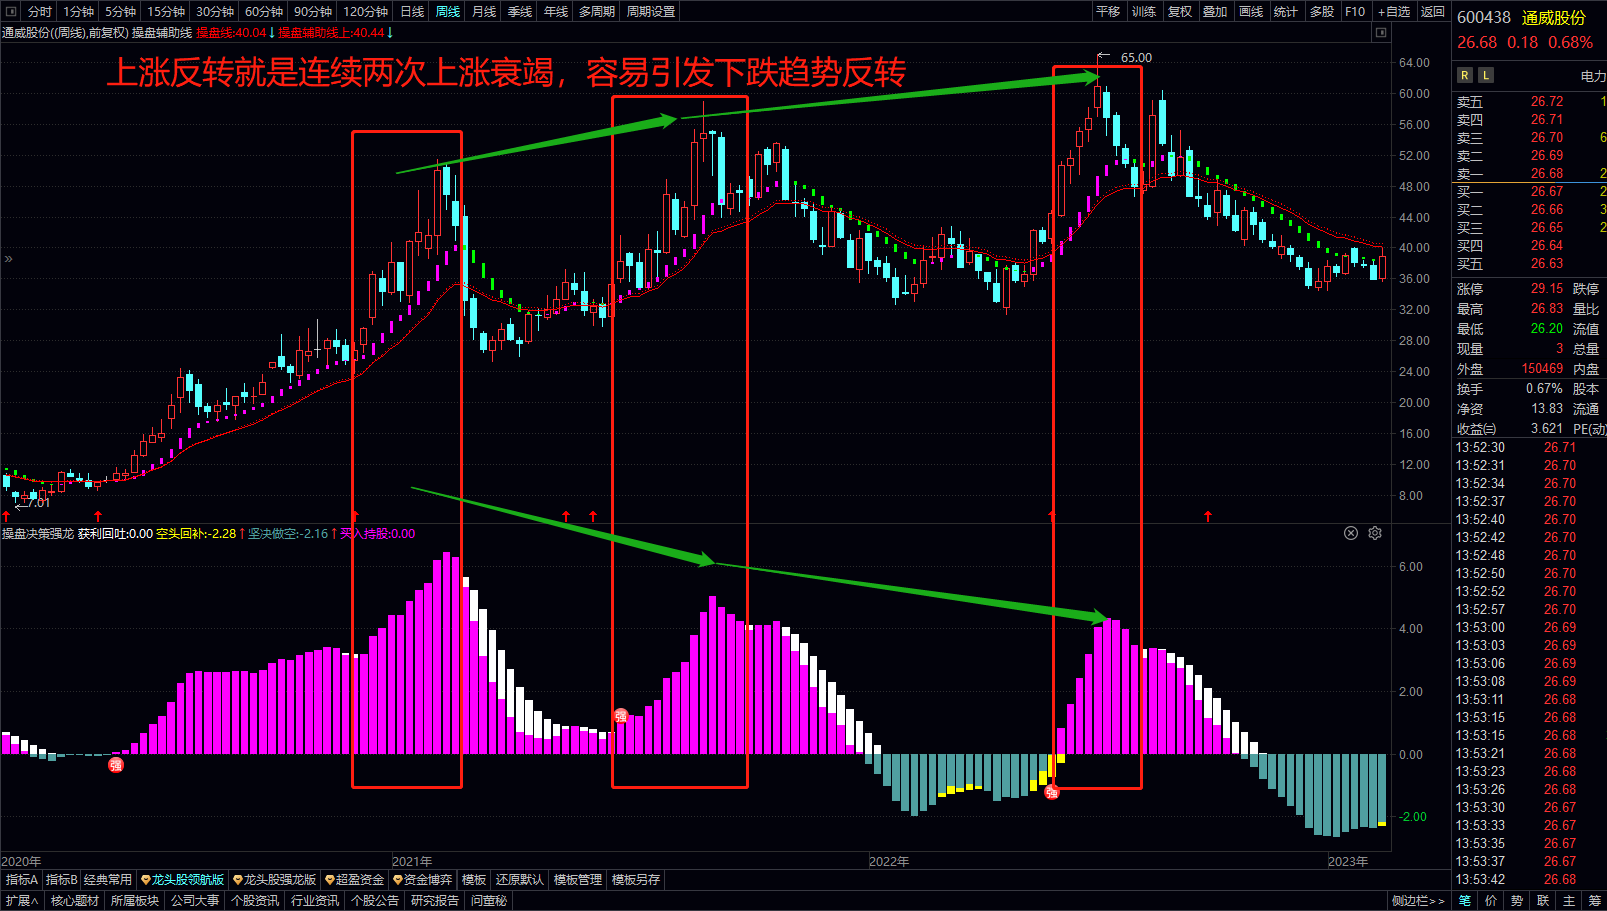 分时 1分钟 5分钟 15分钟 30分钟 60分钟 90分钟 120分钟 日线 周线 月线 季线 年线 多周期 周期设置 平移 训练 复权 叠加 画线 统计 多股 F10 +自选 返回
600438 通威股份
26.68 0.18 0.68%
通威股份((周线),前复权) 操盘辅助线 操盘线:40.04↓ 操盘辅助线上:40.44↓
上涨反转就是连续两次上涨衰竭，容易引发下跌趋势反转
65.00
7.01
64.00
60.00
56.00
52.00
48.00
44.00
40.00
36.00
32.00
28.00
24.00
20.00
16.00
12.00
8.00
操盘决策强龙 获利回吐:0.00 空头回补:-2.28↑ 坚决做空:-2.16↑ 买入持股:0.00
6.00
4.00
2.00
0.00
-2.00
强
强
强
2020年 2021年 2022年 2023年
指标A 指标B 经典常用 龙头股领航版 龙头股强龙版 超盈资金 资金博弈 模板 还原默认 模板管理 模板另存
扩展∧ 核心题材 所属板块 公司大事 个股资讯 行业资讯 个股公告 研究报告 问董秘 侧边栏>> 笔 价 势 联 主 筹
R L 电力
卖五 26.72 1
卖四 26.71
卖三 26.70 6
卖二 26.69
卖一 26.68 2
买一 26.67 2
买二 26.66 3
买三 26.65 2
买四 26.64
买五 26.63
涨停 29.15 跌停
最高 26.83 量比
最低 26.20 流值
现量 3 总量
外盘 150469 内盘
换手 0.67% 股本
净资 13.83 流通
收益㈢ 3.621 PE(动)
13:52:30 26.71
13:52:31 26.70
13:52:34 26.70
13:52:37 26.70
13:52:40 26.70
13:52:42 26.70
13:52:48 26.70
13:52:50 26.70
13:52:52 26.70
13:52:57 26.70
13:53:00 26.69
13:53:03 26.69
13:53:06 26.69
13:53:08 26.69
13:53:11 26.68
13:53:15 26.68
13:53:15 26.68
13:53:21 26.68
13:53:23 26.68
13:53:26 26.68
13:53:30 26.67
13:53:33 26.67
13:53:35 26.67
13:53:37 26.67
13:53:42 26.68